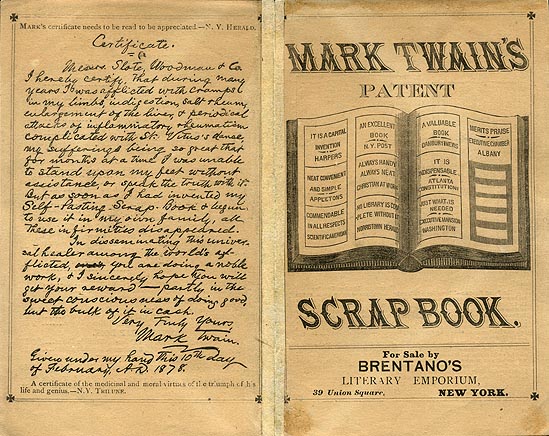 MARK'S certificate needs to be read to be appreciated.—N. Y. HERALD.
Certificate.
Messrs. Slote, Woodman & Co.
I hereby certify, That during many
years I was afflicted with cramps
in my limbs, indigestion, salt rheum,
enlargement of the liver, & periodical
attacks of inflammatory rheumatism
complicated with St. Vitus's dance,
my sufferings being so great that
for months at a time I was unable
to stand upon my feet without
assistance, or speak the truth with it.
But as soon as I had invented my
Self-Pasting Scrap Book & begun
to use it in my own family, all
these infirmities disappeared.
In disseminating this univer-
sal healer among the world's af-
flicted, you are doing a noble
work, & I sincerely hope you will
get your reward—partly in the
sweet consciousness of doing good,
but the bulk of it in cash.
Very Truly Yours,
Mark Twain.
Given under my hand this 10th day
of February, A.D. 1878.
A certificate of the medicinal and moral virtues of the triumph of his
life and genius.—N.Y. TRIBUNE.
MARK TWAIN'S
PATENT
IT IS A CAPITAL
INVENTION
HARPERS
NEAT CONVENIENT
AND SIMPLE
APPLETONS
COMMENDABLE
IN ALL RESPECTS
SCIENTIFIC AMERICAN
AN EXCELLENT
BOOK
N.Y. POST
ALWAYS HANDY
ALWAYS NEAT
CHRISTIAN AT WORK
NO LIBRARY IS COM-
PLETE WITHOUT IT
NORRISTOWN HERALD
A VALUABLE
BOOK
DANBURY NEWS
IT IS
INDISPENSABLE
ATLANTA
CONSTITUTION
JUST WHAT IS
NEEDED
EXECUTIVE MANSION
WASHINGTON
MERITS PRAISE
EXECUTIVE CHAMBER
ALBANY
SCRAP BOOK.
For Sale by
BRENTANO'S
LITERARY EMPORIUM,
39 Union Square, NEW YORK.